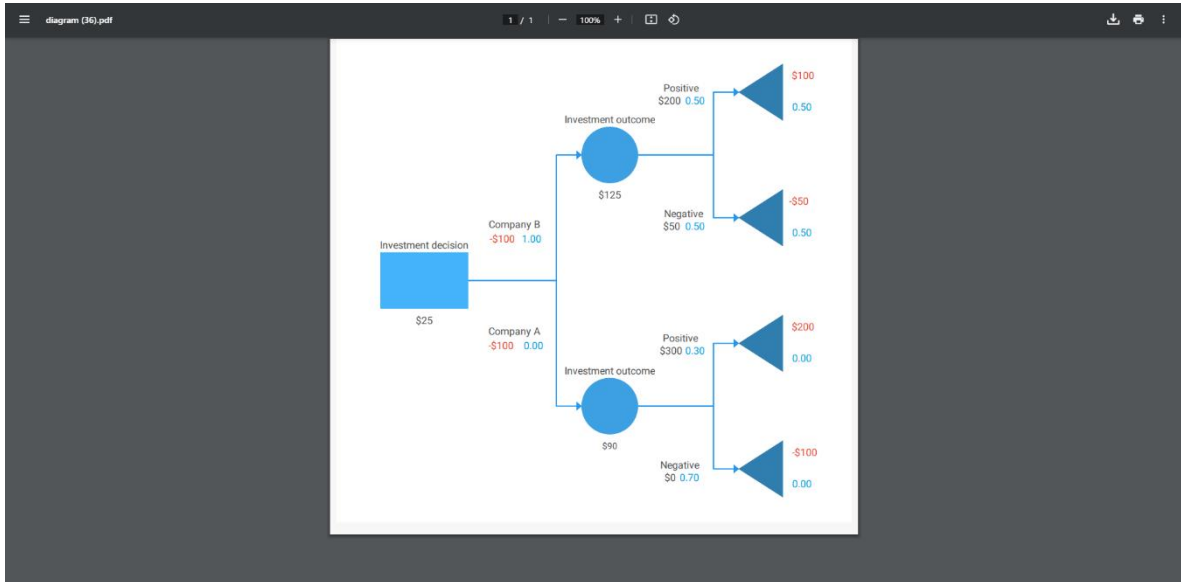 diagram (36).pdf
1 / 1
100%
$100
Positive
$200 0.50
0.50
Investment outcome
$125
-$50
Negative
$50 0.50
0.50
Company B
-$100 1.00
Investment decision
$25
Company A
-$100 0.00
$200
Positive
$300 0.30
0.00
Investment outcome
$90
-$100
Negative
$0 0.70
0.00